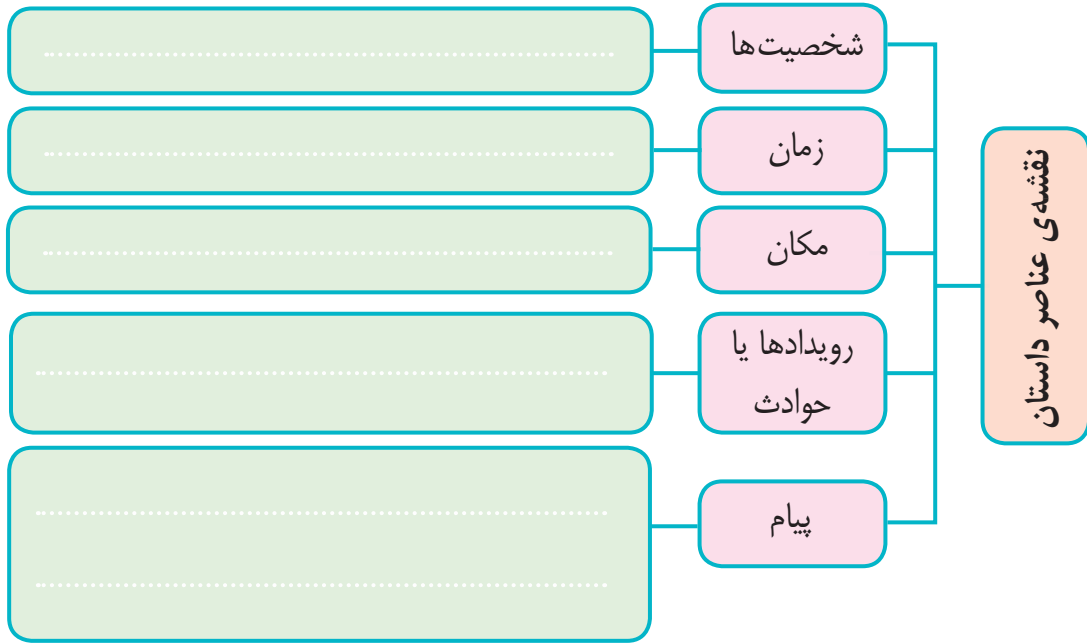 نقشه‌ی عناصر داستان
شخصیت‌ها
زمان
مکان
رویدادها یا
حوادث
پیام